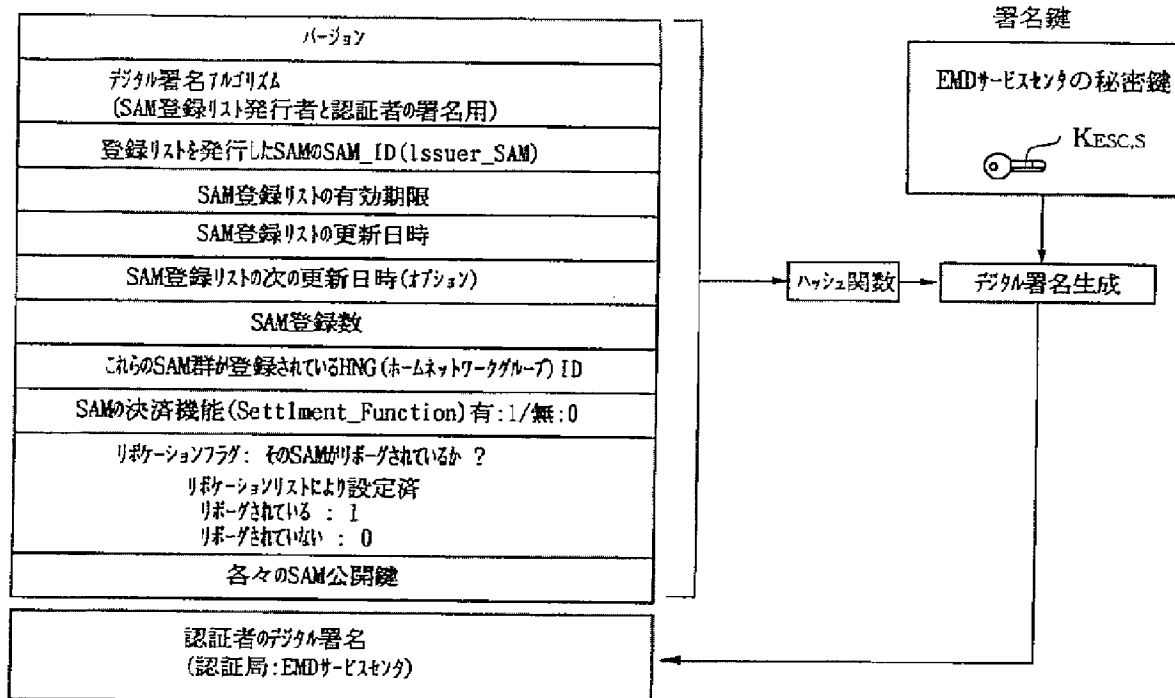 バージョン
デジタル署名アルゴリズム
(SAM登録リスト発行者と認証者の署名用)
登録リストを発行したSAMのSAM_ID(Issuer_SAM)
SAM登録リストの有効期限
SAM登録リストの更新日時
SAM登録リストの次の更新日時(オプション)
SAM登録数
これらのSAM群が登録されているHNG(ホームネットワークグループ)ID
SAMの決済機能(Settlment_Function)有:1/無:0
リボケーションフラグ: そのSAMがリボーグされているか ?
リボケーションリストにより設定済
リボーグされている : 1
リボーグされていない : 0
各々のSAM公開鍵
認証者のデジタル署名
(認証局:EMDサービスセンタ)
ハッシュ関数
署名鍵
EMDサービスセンタの秘密鍵
KESC,S
デジタル署名生成